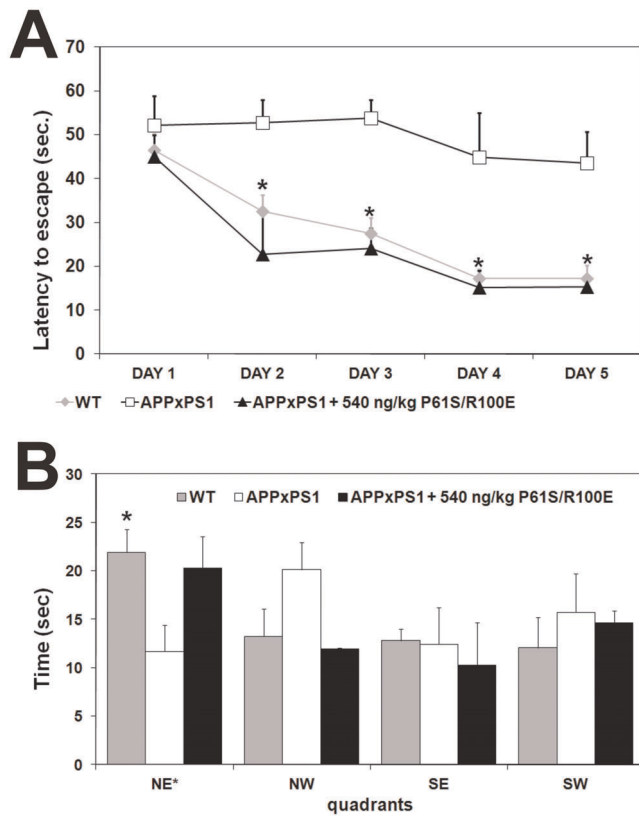 A
Latency to escape (sec.)
70
60
50
40
30
20
10
0
*
*
*
*
DAY 1 DAY 2 DAY 3 DAY 4 DAY 5
WT APPxPS1 APPxPS1 + 540 ng/kg P61S/R100E
B
Time (sec)
30
25
20
15
10
5
0
WT APPxPS1 APPxPS1 + 540 ng/kg P61S/R100E
*
NE* NW SE SW
quadrants